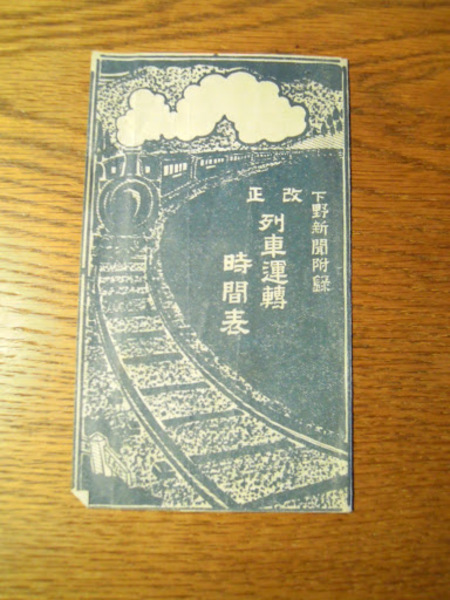 下野新聞附録
改正
列車運轉
時間表